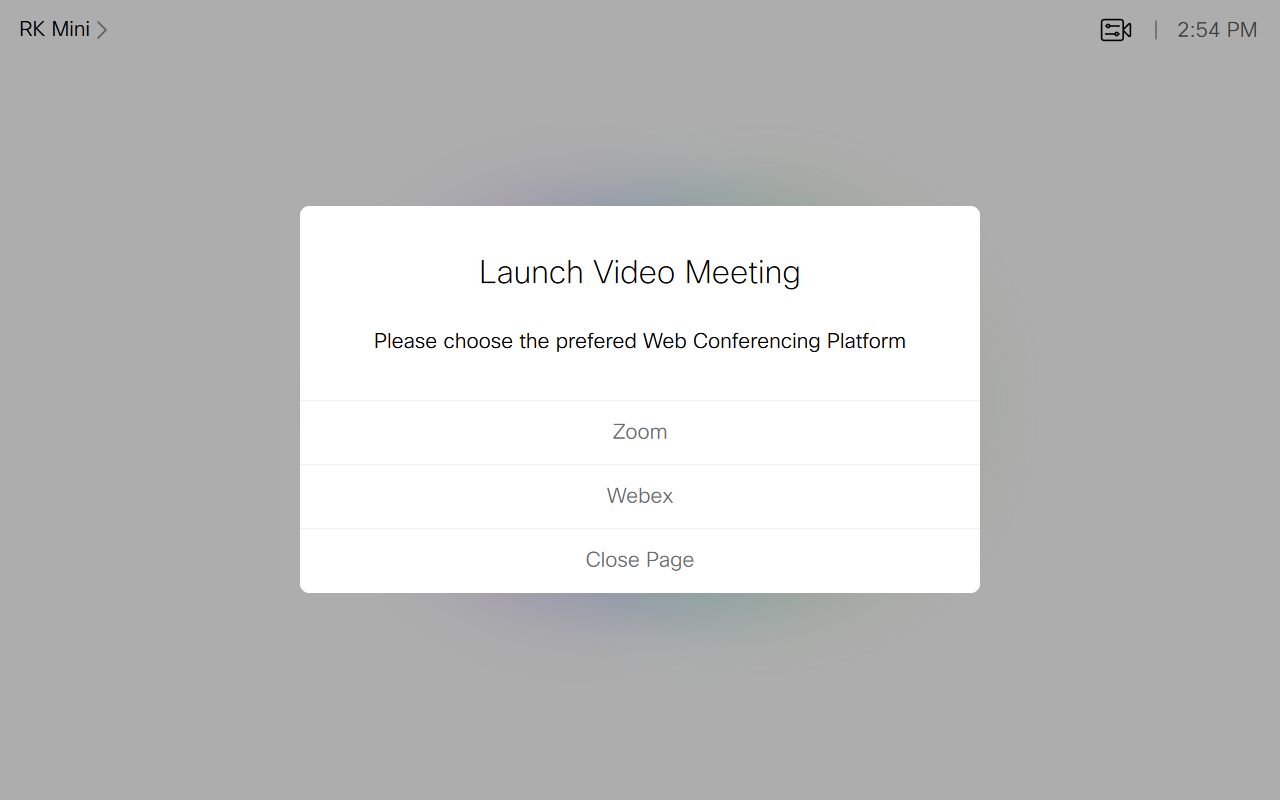 RK Mini
2:54 PM
Launch Video Meeting
Please choose the prefered Web Conferencing Platform
Zoom
Webex
Close Page